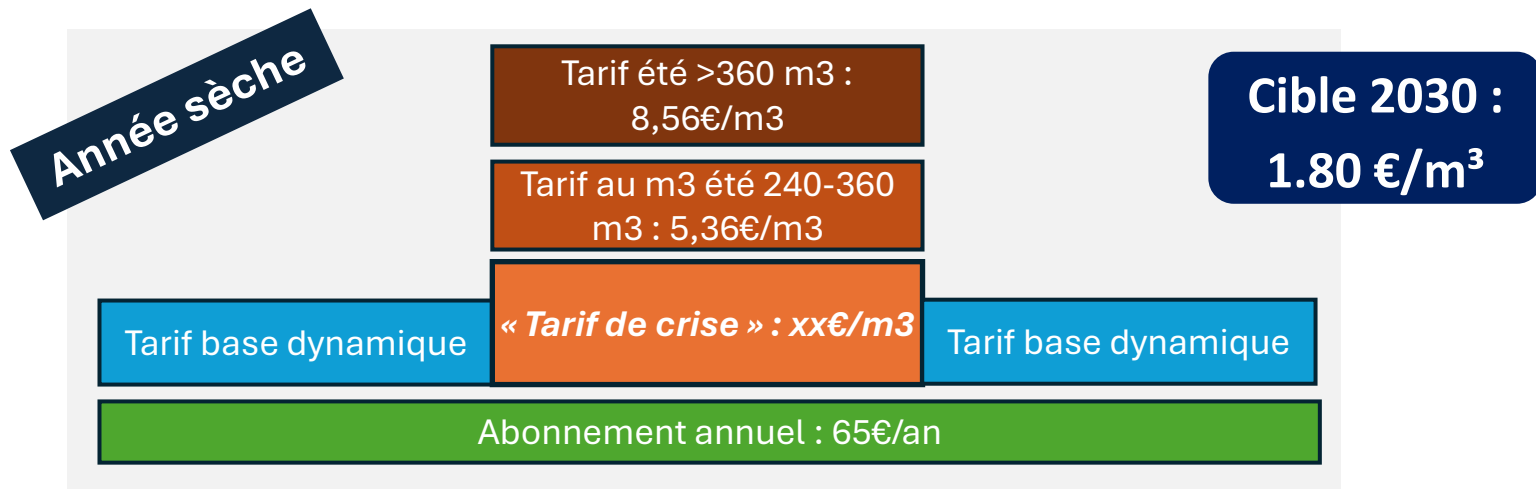 Année sèche
Tarif été >360 m3 :
8,56€/m3
Cible 2030 :
1.80 €/m³
Tarif au m3 été 240-360
m3 : 5,36€/m3
Tarif base dynamique
« Tarif de crise » : xx€/m3
Tarif base dynamique
Abonnement annuel : 65€/an